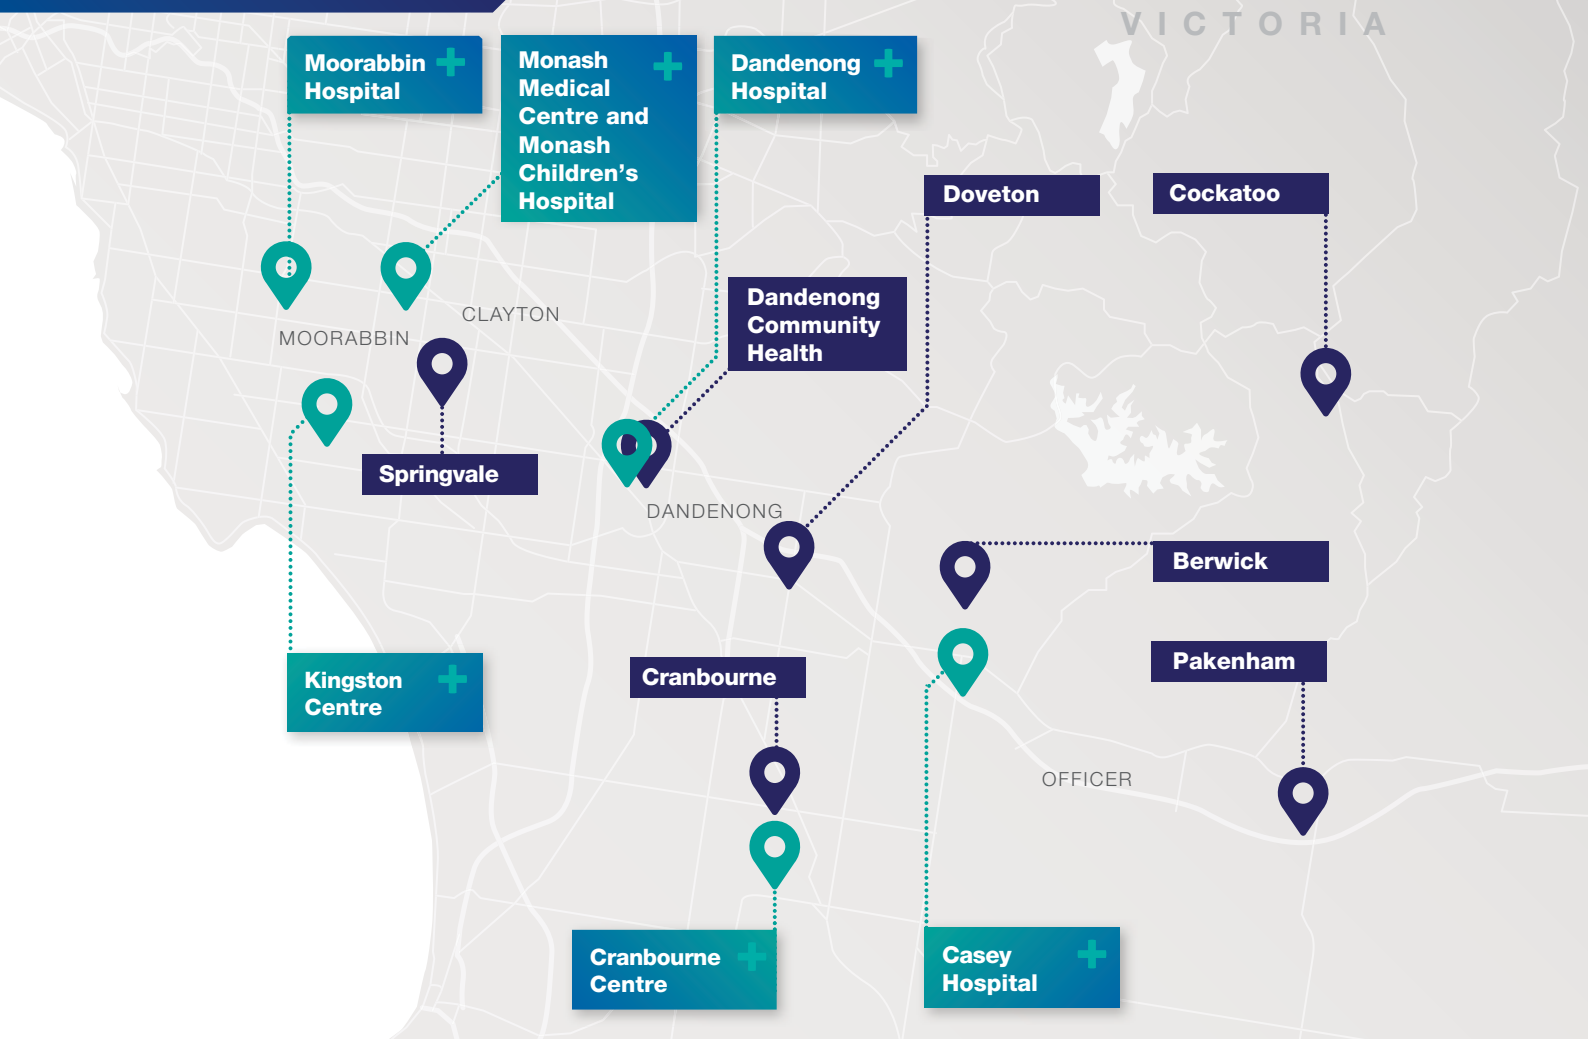 VICTORIA
Moorabbin
Hospital
Monash
Medical
Centre and
Monash
Children’s
Hospital
Dandenong
Hospital
Doveton
Cockatoo
Dandenong
Community
Health
CLAYTON
MOORABBIN
Springvale
DANDENONG
Berwick
Kingston
Centre
Cranbourne
Pakenham
OFFICER
Cranbourne
Centre
Casey
Hospital